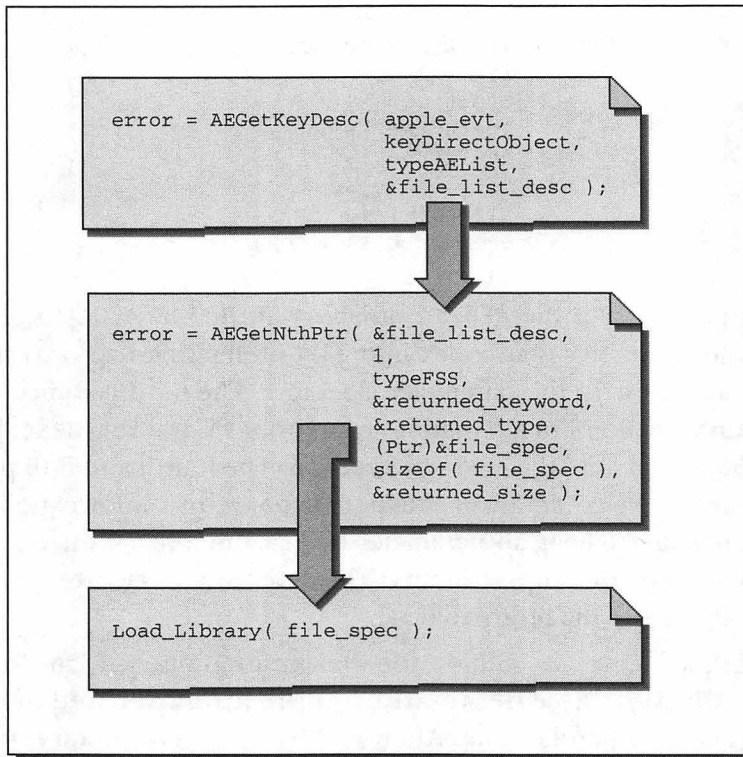 error = AEGetKeyDesc( apple_evt,
keyDirectObject,
typeAEList,
&file_list_desc );
error = AEGetNthPtr( &file_list_desc,
1,
typeFSS,
&returned_keyword,
&returned_type,
(Ptr)&file_spec,
sizeof( file_spec ),
&returned_size );
Load_Library( file_spec );